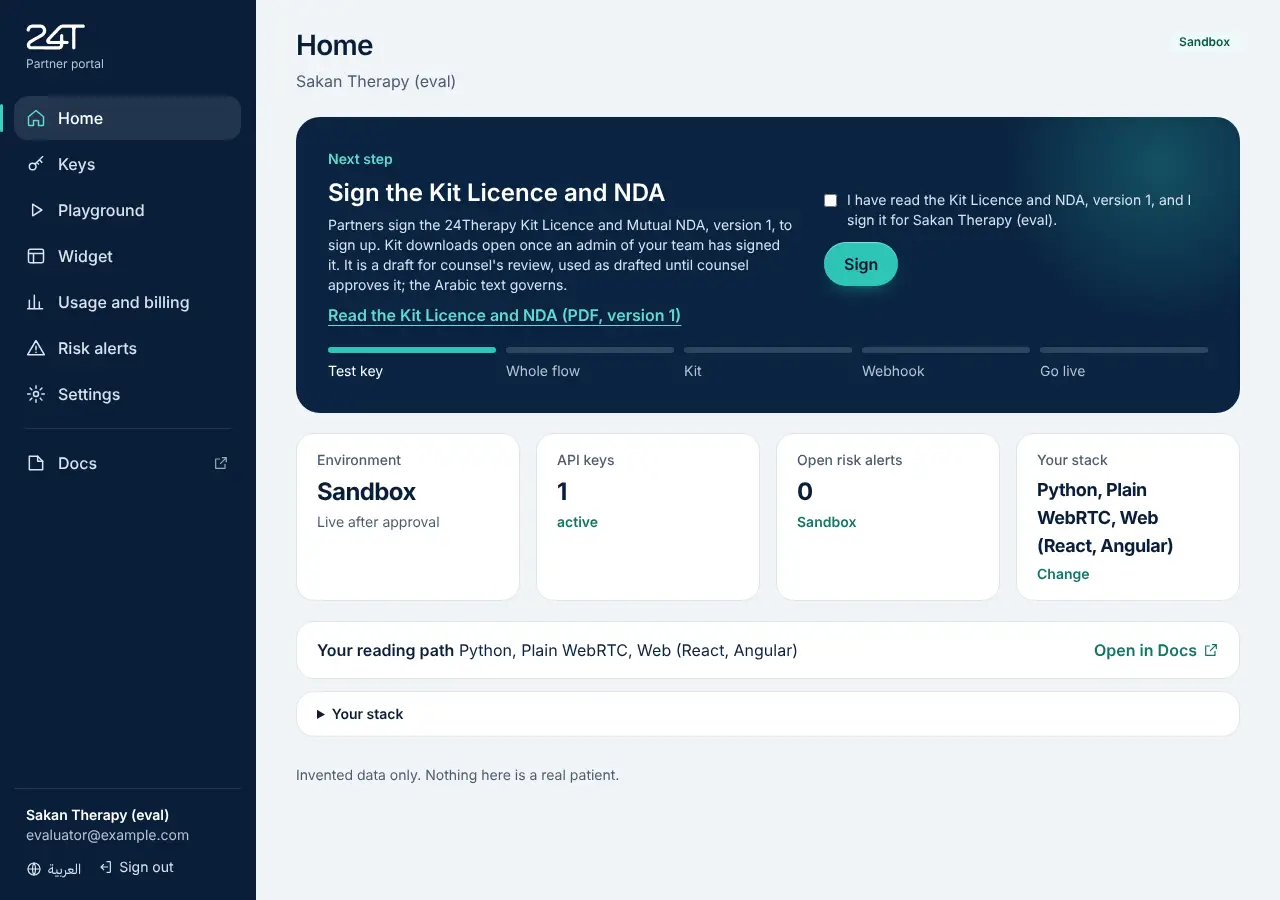 24T
Partner portal
Home
Keys
Playground
Widget
Usage and billing
Risk alerts
Settings
Docs
Sakan Therapy (eval)
evaluator@example.com
العربية
Sign out
Home
Sandbox
Sakan Therapy (eval)
Next step
Sign the Kit Licence and NDA
Partners sign the 24Therapy Kit Licence and Mutual NDA, version 1, to
sign up. Kit downloads open once an admin of your team has signed
it. It is a draft for counsel's review, used as drafted until counsel
approves it; the Arabic text governs.
Read the Kit Licence and NDA (PDF, version 1)
I have read the Kit Licence and NDA, version 1, and I
sign it for Sakan Therapy (eval).
Sign
Test key
Whole flow
Kit
Webhook
Go live
Environment
Sandbox
Live after approval
API keys
1
active
Open risk alerts
0
Sandbox
Your stack
Python, Plain
WebRTC, Web
(React, Angular)
Change
Your reading path Python, Plain WebRTC, Web (React, Angular)
Open in Docs
Your stack
Invented data only. Nothing here is a real patient.